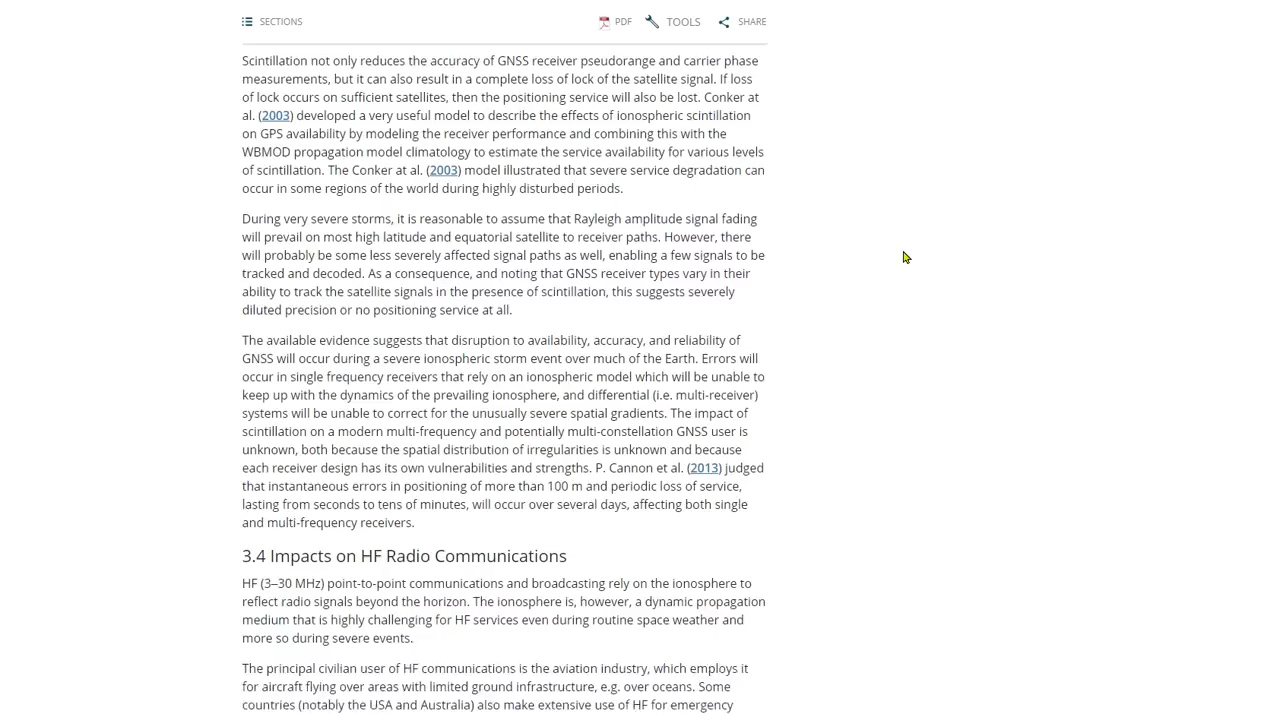 SECTIONS PDF TOOLS SHARE
Scintillation not only reduces the accuracy of GNSS receiver pseudorange and carrier phase
measurements, but it can also result in a complete loss of lock of the satellite signal. If loss
of lock occurs on sufficient satellites, then the positioning service will also be lost. Conker at
al. (2003) developed a very useful model to describe the effects of ionospheric scintillation
on GPS availability by modeling the receiver performance and combining this with the
WBMOD propagation model climatology to estimate the service availability for various levels
of scintillation. The Conker at al. (2003) model illustrated that severe service degradation can
occur in some regions of the world during highly disturbed periods.
During very severe storms, it is reasonable to assume that Rayleigh amplitude signal fading
will prevail on most high latitude and equatorial satellite to receiver paths. However, there
will probably be some less severely affected signal paths as well, enabling a few signals to be
tracked and decoded. As a consequence, and noting that GNSS receiver types vary in their
ability to track the satellite signals in the presence of scintillation, this suggests severely
diluted precision or no positioning service at all.
The available evidence suggests that disruption to availability, accuracy, and reliability of
GNSS will occur during a severe ionospheric storm event over much of the Earth. Errors will
occur in single frequency receivers that rely on an ionospheric model which will be unable to
keep up with the dynamics of the prevailing ionosphere, and differential (i.e. multi-receiver)
systems will be unable to correct for the unusually severe spatial gradients. The impact of
scintillation on a modern multi-frequency and potentially multi-constellation GNSS user is
unknown, both because the spatial distribution of irregularities is unknown and because
each receiver design has its own vulnerabilities and strengths. P. Cannon et al. (2013) judged
that instantaneous errors in positioning of more than 100 m and periodic loss of service,
lasting from seconds to tens of minutes, will occur over several days, affecting both single
and multi-frequency receivers.
3.4 Impacts on HF Radio Communications
HF (3–30 MHz) point-to-point communications and broadcasting rely on the ionosphere to
reflect radio signals beyond the horizon. The ionosphere is, however, a dynamic propagation
medium that is highly challenging for HF services even during routine space weather and
more so during severe events.
The principal civilian user of HF communications is the aviation industry, which employs it
for aircraft flying over areas with limited ground infrastructure, e.g. over oceans. Some
countries (notably the USA and Australia) also make extensive use of HF for emergency